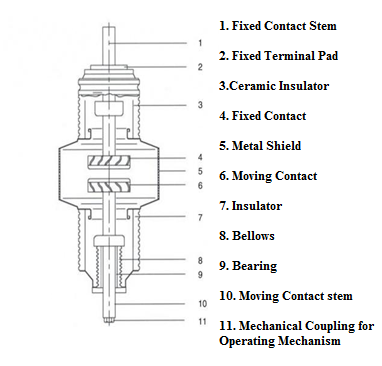 1. Fixed Contact Stem
2. Fixed Terminal Pad
3.Ceramic Insulator
4. Fixed Contact
5. Metal Shield
6. Moving Contact
7. Insulator
8. Bellows
9. Bearing
10. Moving Contact stem
11. Mechanical Coupling for
Operating Mechanism
1
2
3
4
5
6
7
8
9
10
11